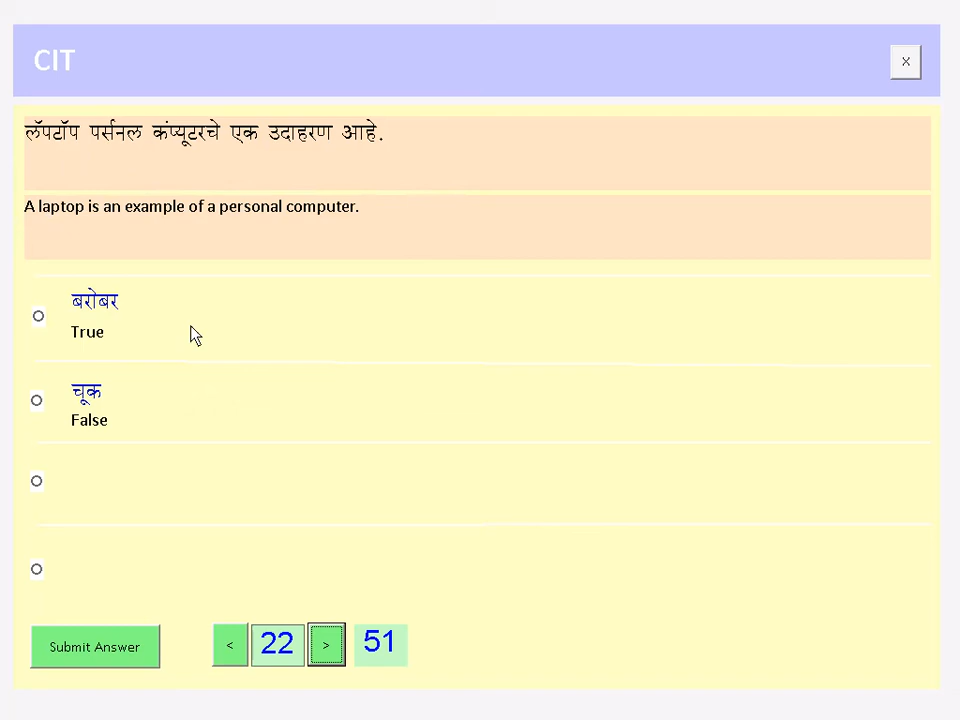 CIT
x
लॅपटॉप पर्सनल कंप्यूटरचे एक उदाहरण आहे.
A laptop is an example of a personal computer.
बरोबर
True
चूक
False
Submit Answer < 22 > 51